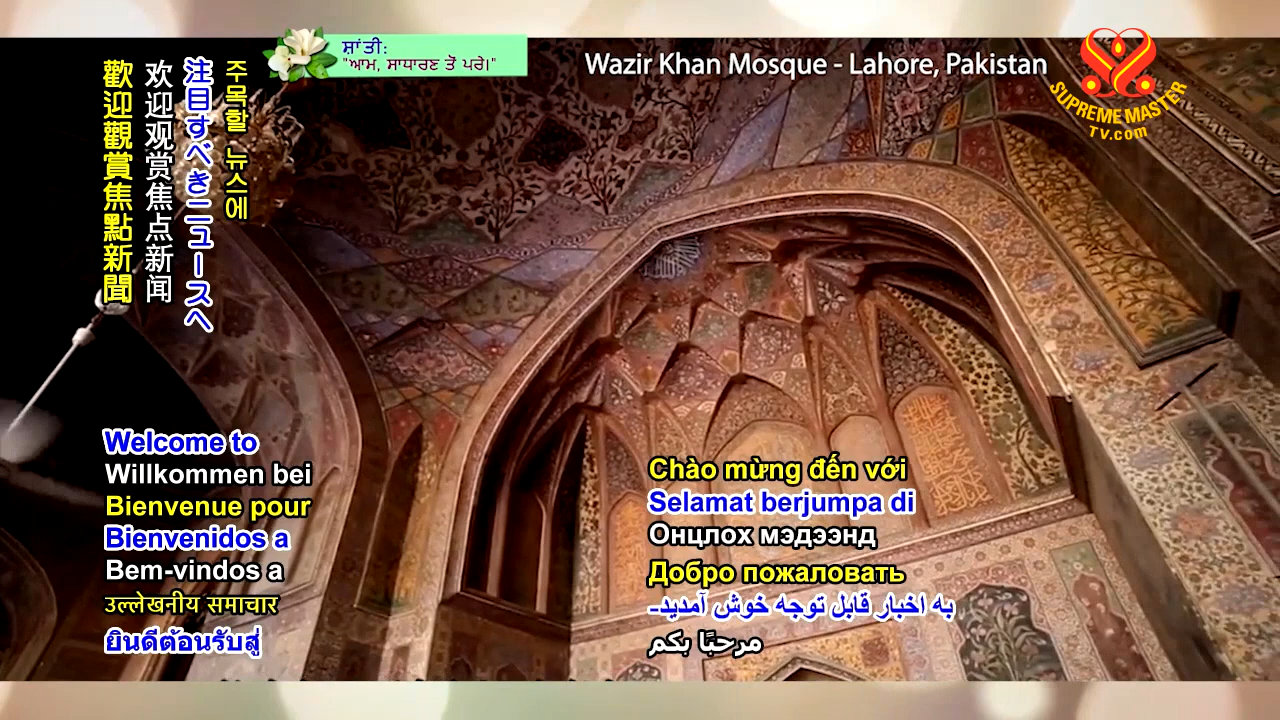 ਸ਼ਾਂਤੀ:
"ਆਮ, ਸਾਧਾਰਣ ਤੋਂ ਪਰੇ।"
Wazir Khan Mosque - Lahore, Pakistan
SUPREME MASTER
TV.com
歡迎觀賞焦點新聞
欢迎观赏焦点新闻
注目すべきニュースへ
주목할 뉴스에
Welcome to
Willkommen bei
Bienvenue pour
Bienvenidos a
Bem-vindos a
उल्लेखनीय समाचार
ยินดีต้อนรับสู่
Chào mừng đến với
Selamat berjumpa di
Онцлох мэдээнд
Добро пожаловать
به اخبار قابل توجه خوش آمدید-
مرحبًا بكم